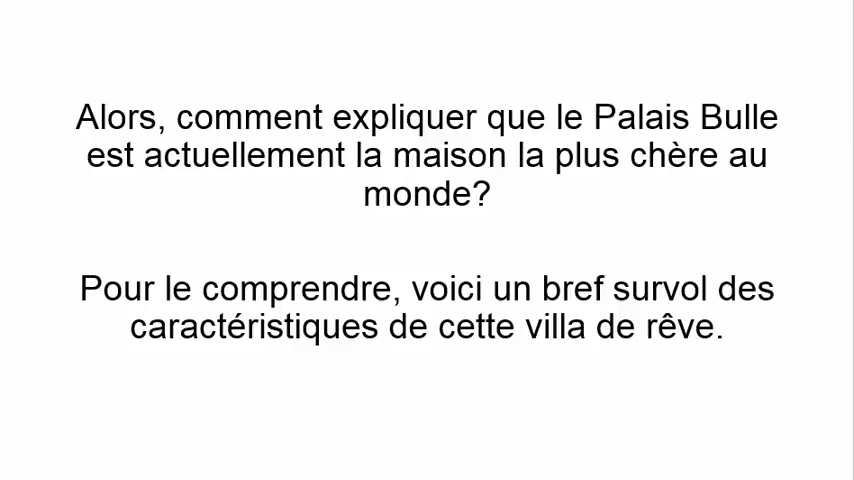 Alors, comment expliquer que le Palais Bulle
est actuellement la maison la plus chère au
monde?
Pour le comprendre, voici un bref survol des
caractéristiques de cette villa de rêve.